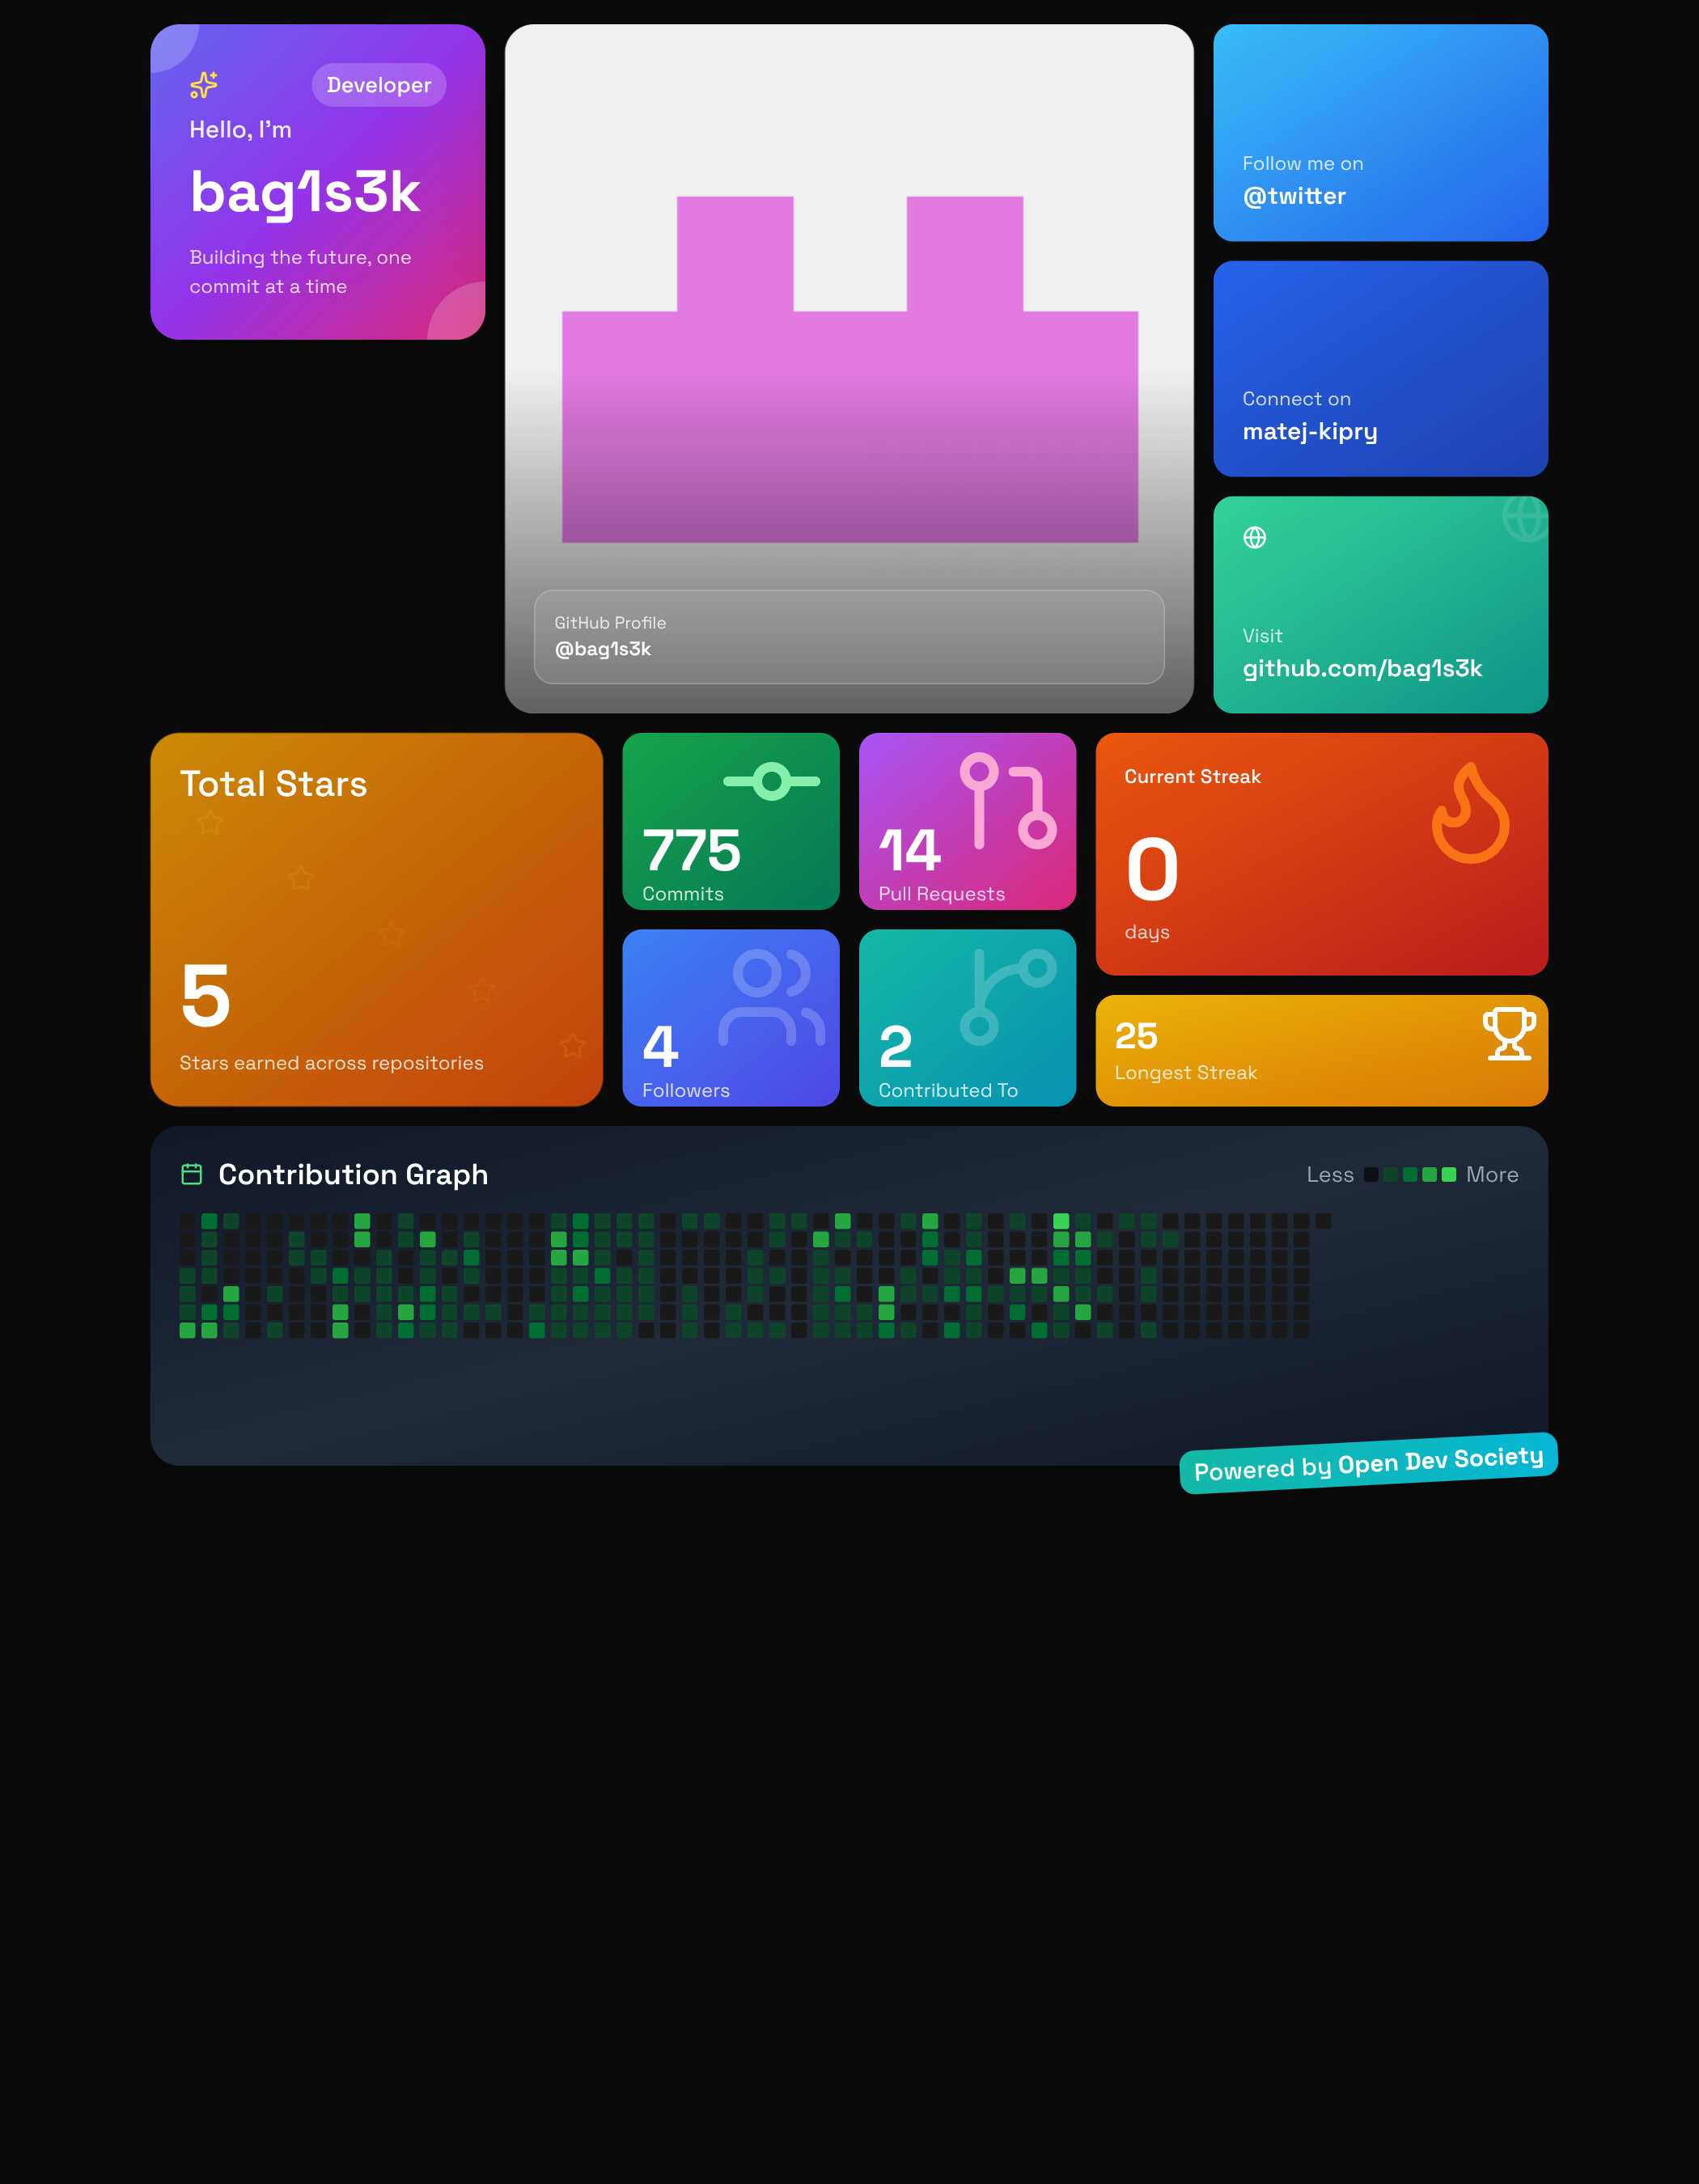 Developer
Hello, I'm
bag1s3k
Building the future, one
commit at a time
GitHub Profile
@bag1s3k
Follow me on
@twitter
Connect on
matej-kipry
Visit
github.com/bag1s3k
Total Stars
5
Stars earned across repositories
775
Commits
14
Pull Requests
4
Followers
2
Contributed To
Current Streak
0
days
25
Longest Streak
Contribution Graph
Less More
Powered by Open Dev Society